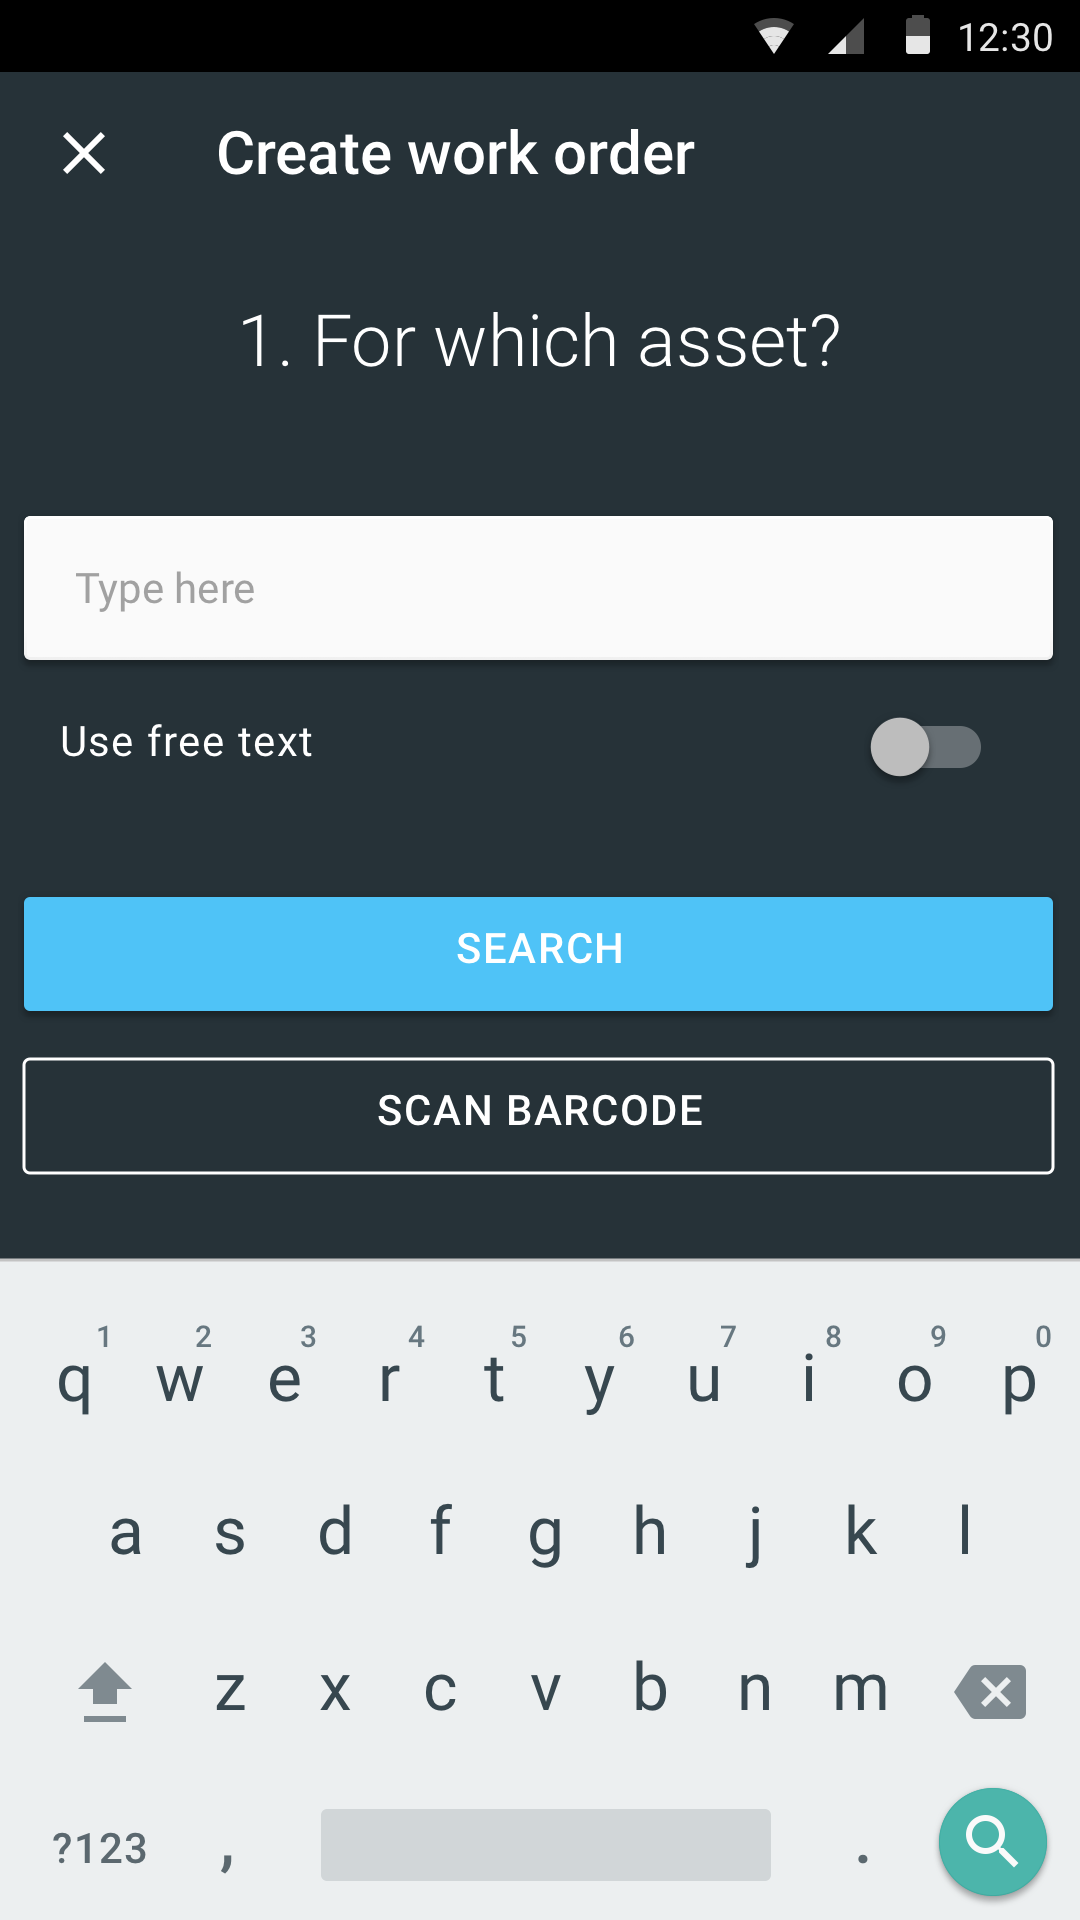 12:30
Create work order
1. For which asset?
Type here
Use free text
SEARCH
SCAN BARCODE
1 2 3 4 5 6 7 8 9 0
q w e r t y u i o p
a s d f g h j k l
z x c v b n m
?123 , .